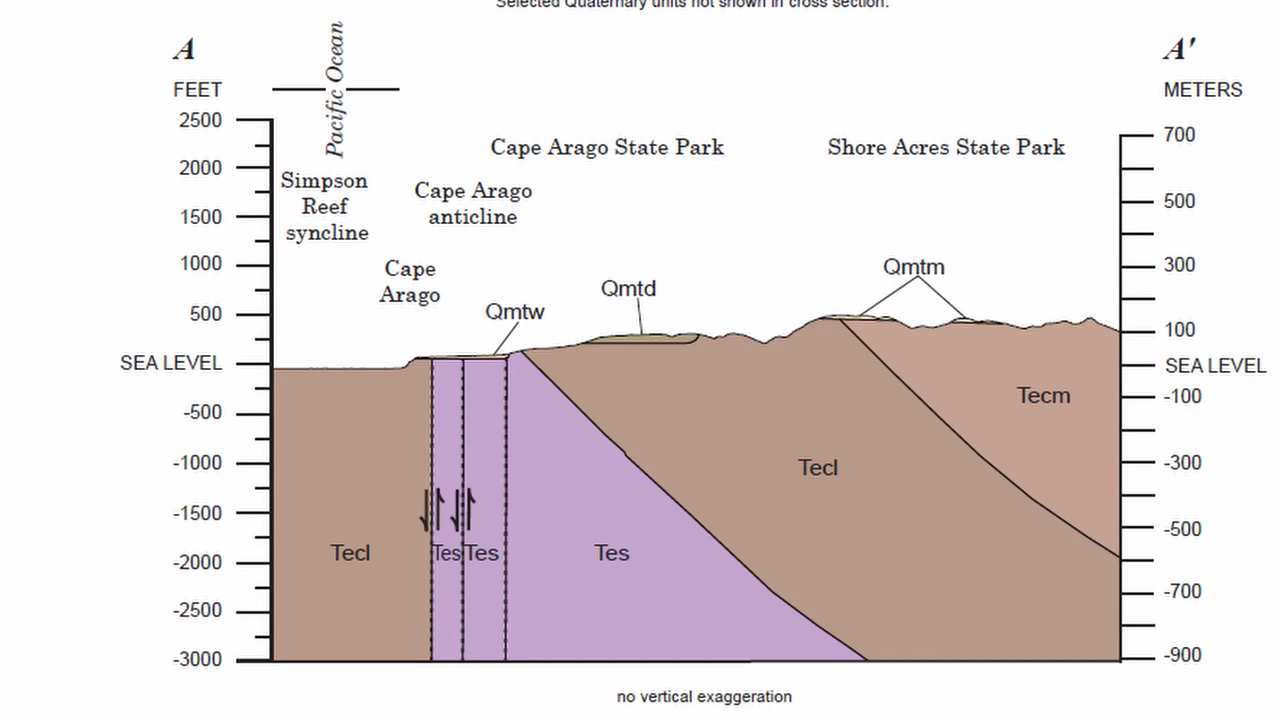 Selected Quaternary units not shown in cross section.
A
A'
Pacific Ocean
FEET
METERS
2500
2000
1500
1000
500
SEA LEVEL
-500
-1000
-1500
-2000
-2500
-3000
700
500
300
100
SEA LEVEL
-100
-300
-500
-700
-900
Cape Arago State Park
Shore Acres State Park
Simpson
Reef
syncline
Cape Arago
anticline
Cape
Arago
Qmtw
Qmtd
Qmtm
Tecm
Tecl
Tecl
Tes
Tes
Tes
no vertical exaggeration